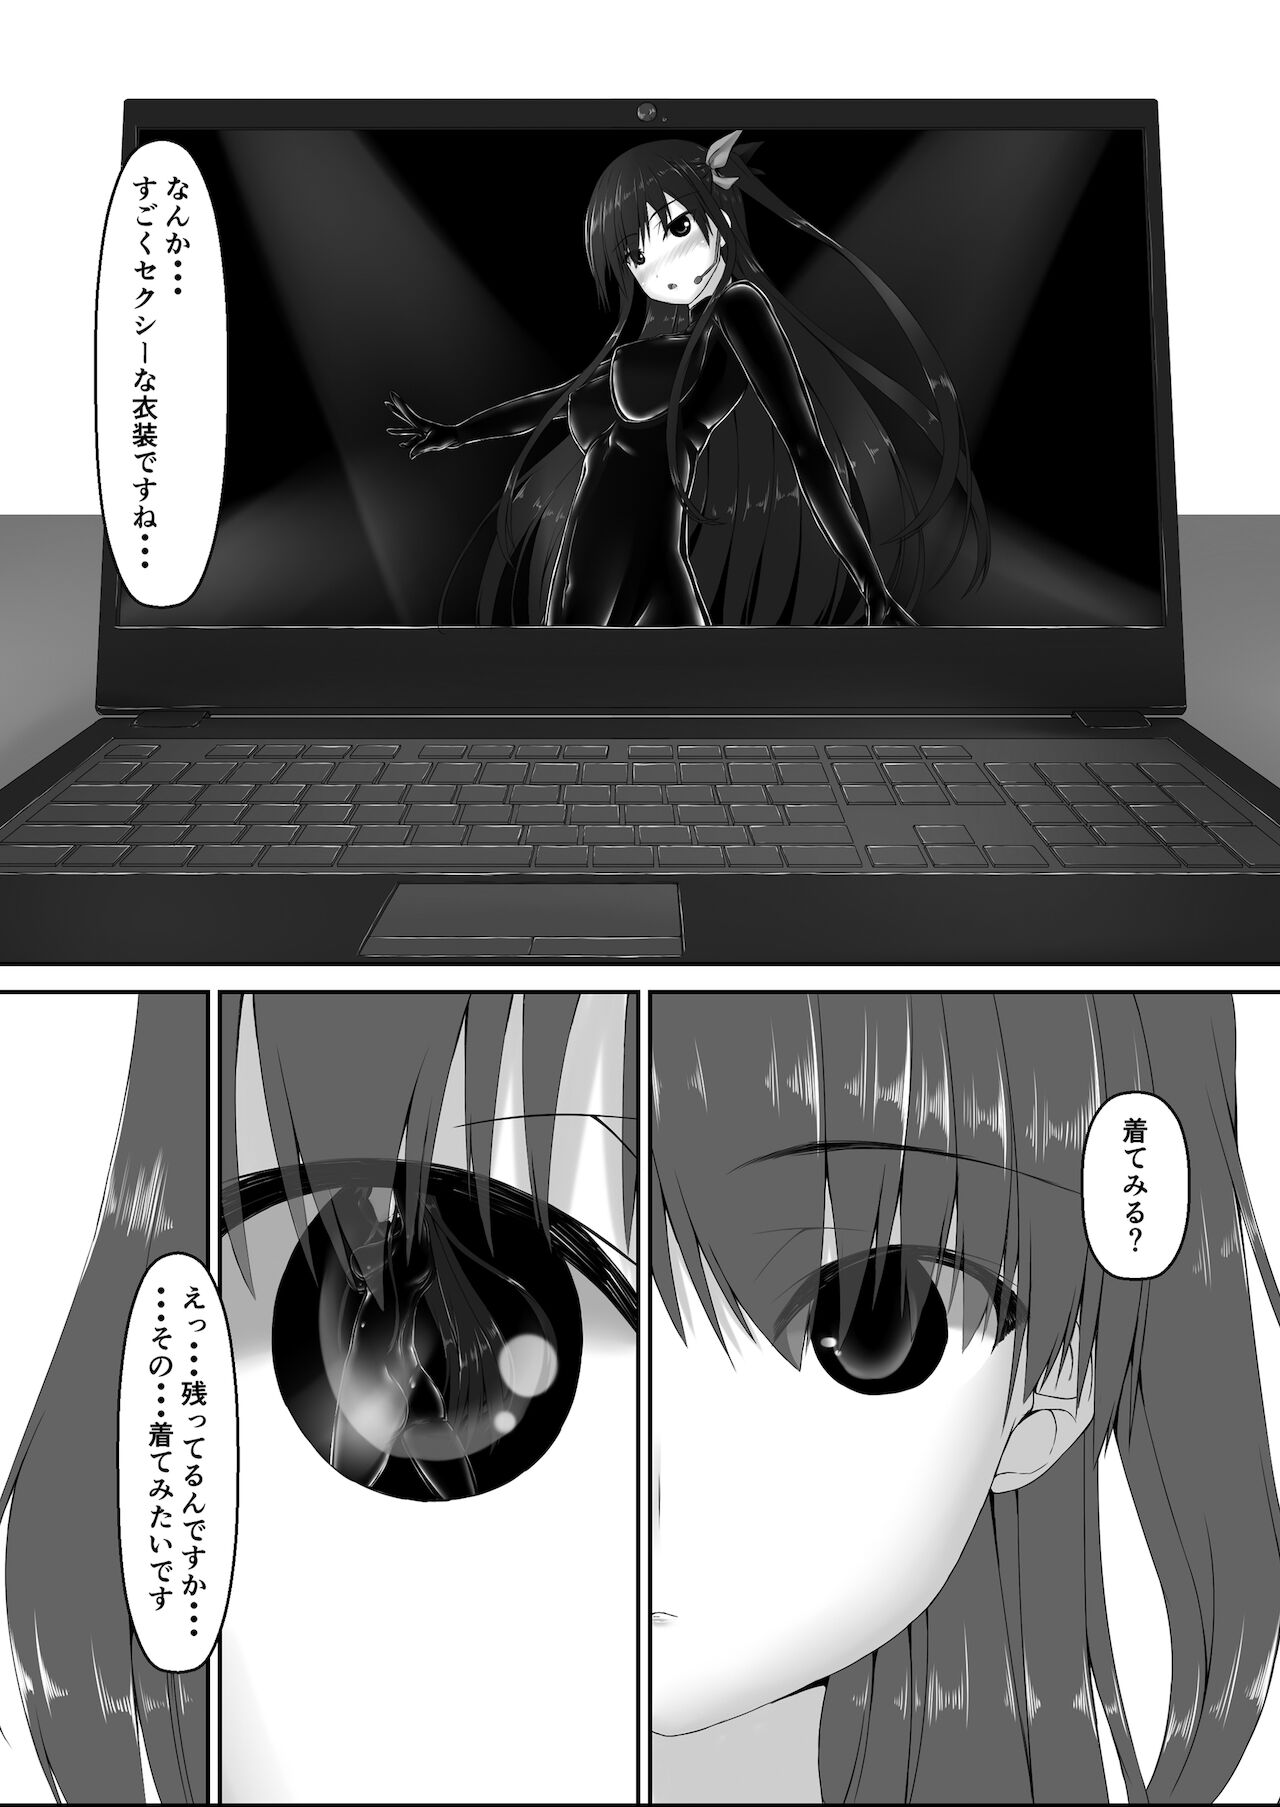 なんか・・・
すごくセクシーな衣装ですね・・・
着てみる?
えっ・・・残ってるんですか・・・
・・・その・・・着てみたいです